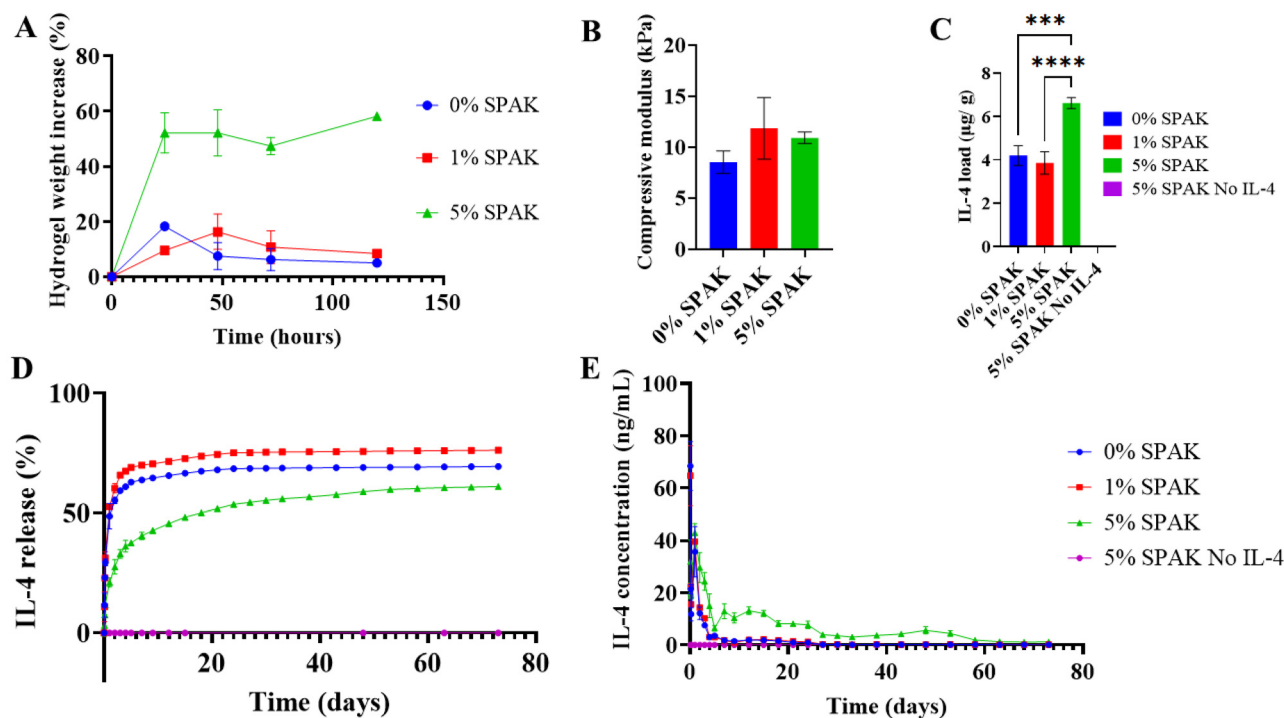 A
Hydrogel weight increase (%)
80
60
40
20
0
0
50
100
150
Time (hours)
0% SPAK
1% SPAK
5% SPAK
B
Compressive modulus (kPa)
20
15
10
5
0
0% SPAK
1% SPAK
5% SPAK
C
***
****
IL-4 load (µg/ g)
8
6
4
2
0
0% SPAK
1% SPAK
5% SPAK
5% SPAK No IL-4
0% SPAK
1% SPAK
5% SPAK
5% SPAK No IL-4
D
IL-4 release (%)
100
50
0
20
40
60
80
Time (days)
E
IL-4 concentration (ng/mL)
100
80
60
40
20
0
0
20
40
60
80
Time (days)
0% SPAK
1% SPAK
5% SPAK
5% SPAK No IL-4